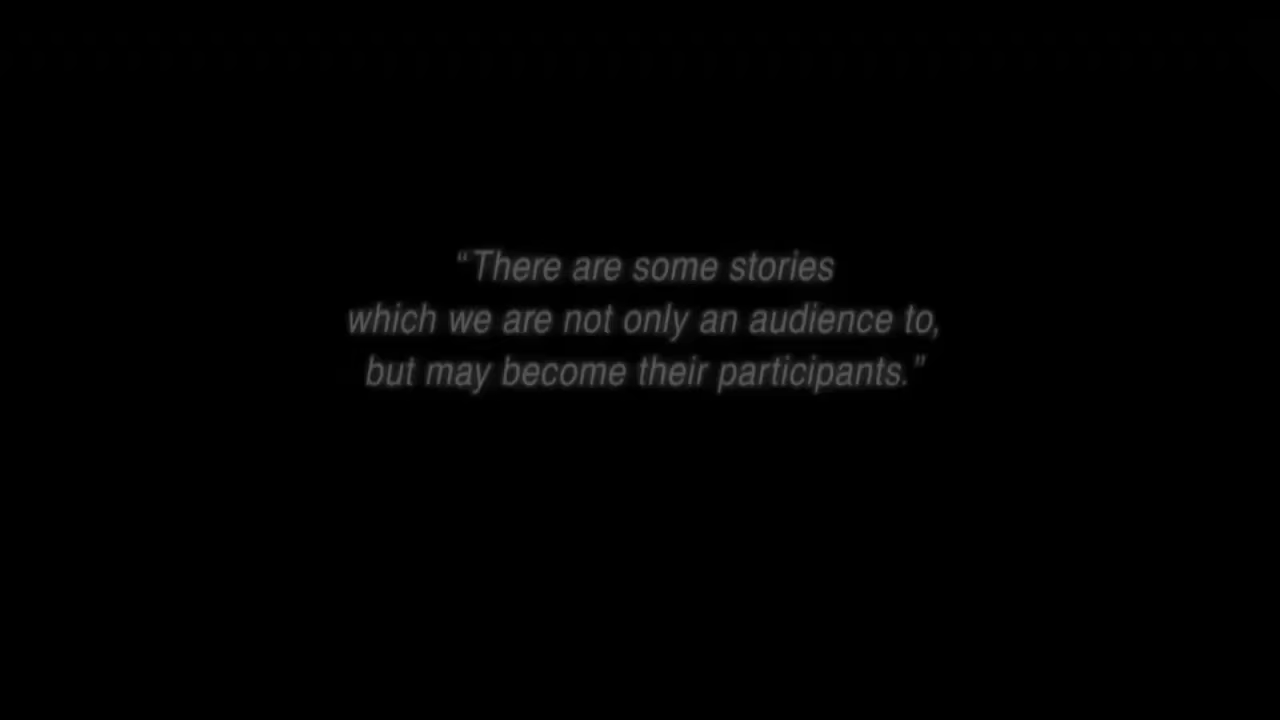 “There are some stories
which we are not only an audience to,
but may become their participants."